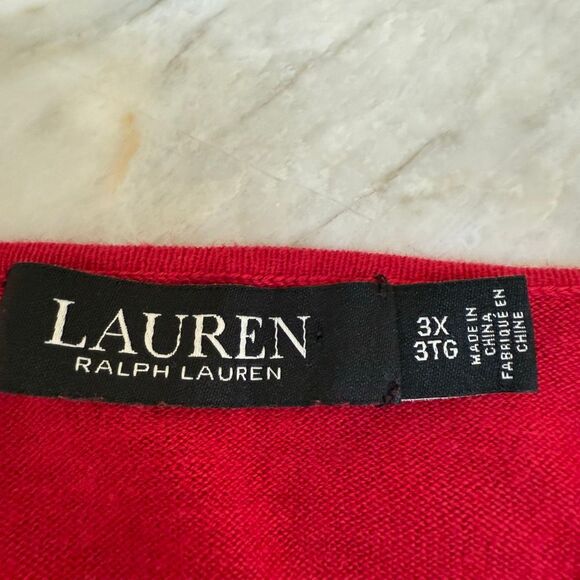 LAUREN
RALPH LAUREN
3X
3TG
MADE IN
CHINA
FABRIQUÉ EN
CHINE